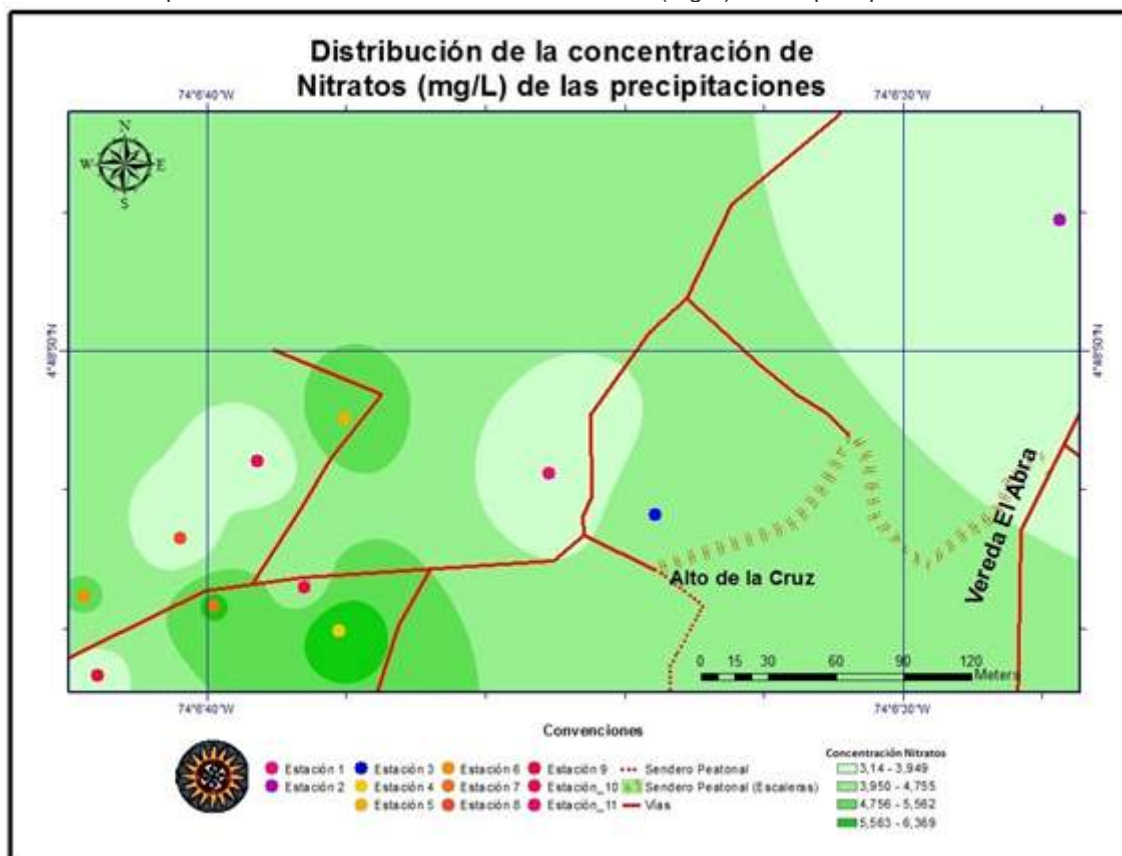 Distribución de la concentración de
Nitratos (mg/L) de las precipitaciones
74°6'40"W
74°6'30"W
N
W
E
S
4°48'50"N
4°48'50"N
Vereda El Abra
Alto de la Cruz
0 15 30 60 90 120
Meters
74°6'40"W
74°6'30"W
Convenciones
Estación 1
Estación 2
Estación 3
Estación 4
Estación 5
Estación 6
Estación 7
Estación 8
Estación 9
Estación_10
Estación_11
Sendero Peatonal
Sendero Peatonal (Escaleras)
Vías
Concentración Nitratos
3,14 - 3,949
3,950 - 4,755
4,756 - 5,562
5,563 - 6,369